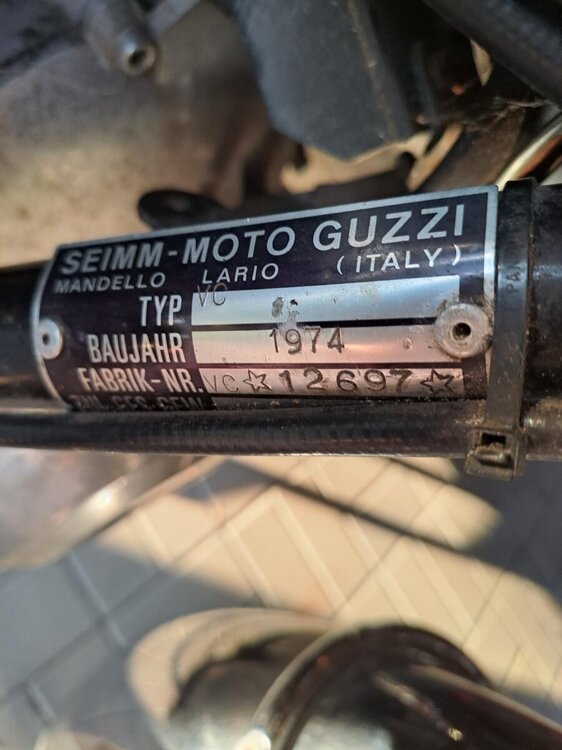 SEIMM-MOTO GUZZI
MANDELLO LARIO (ITALY)
TYP VC
BAUJAHR 1974
FABRIK-NR. VC☆12697☆